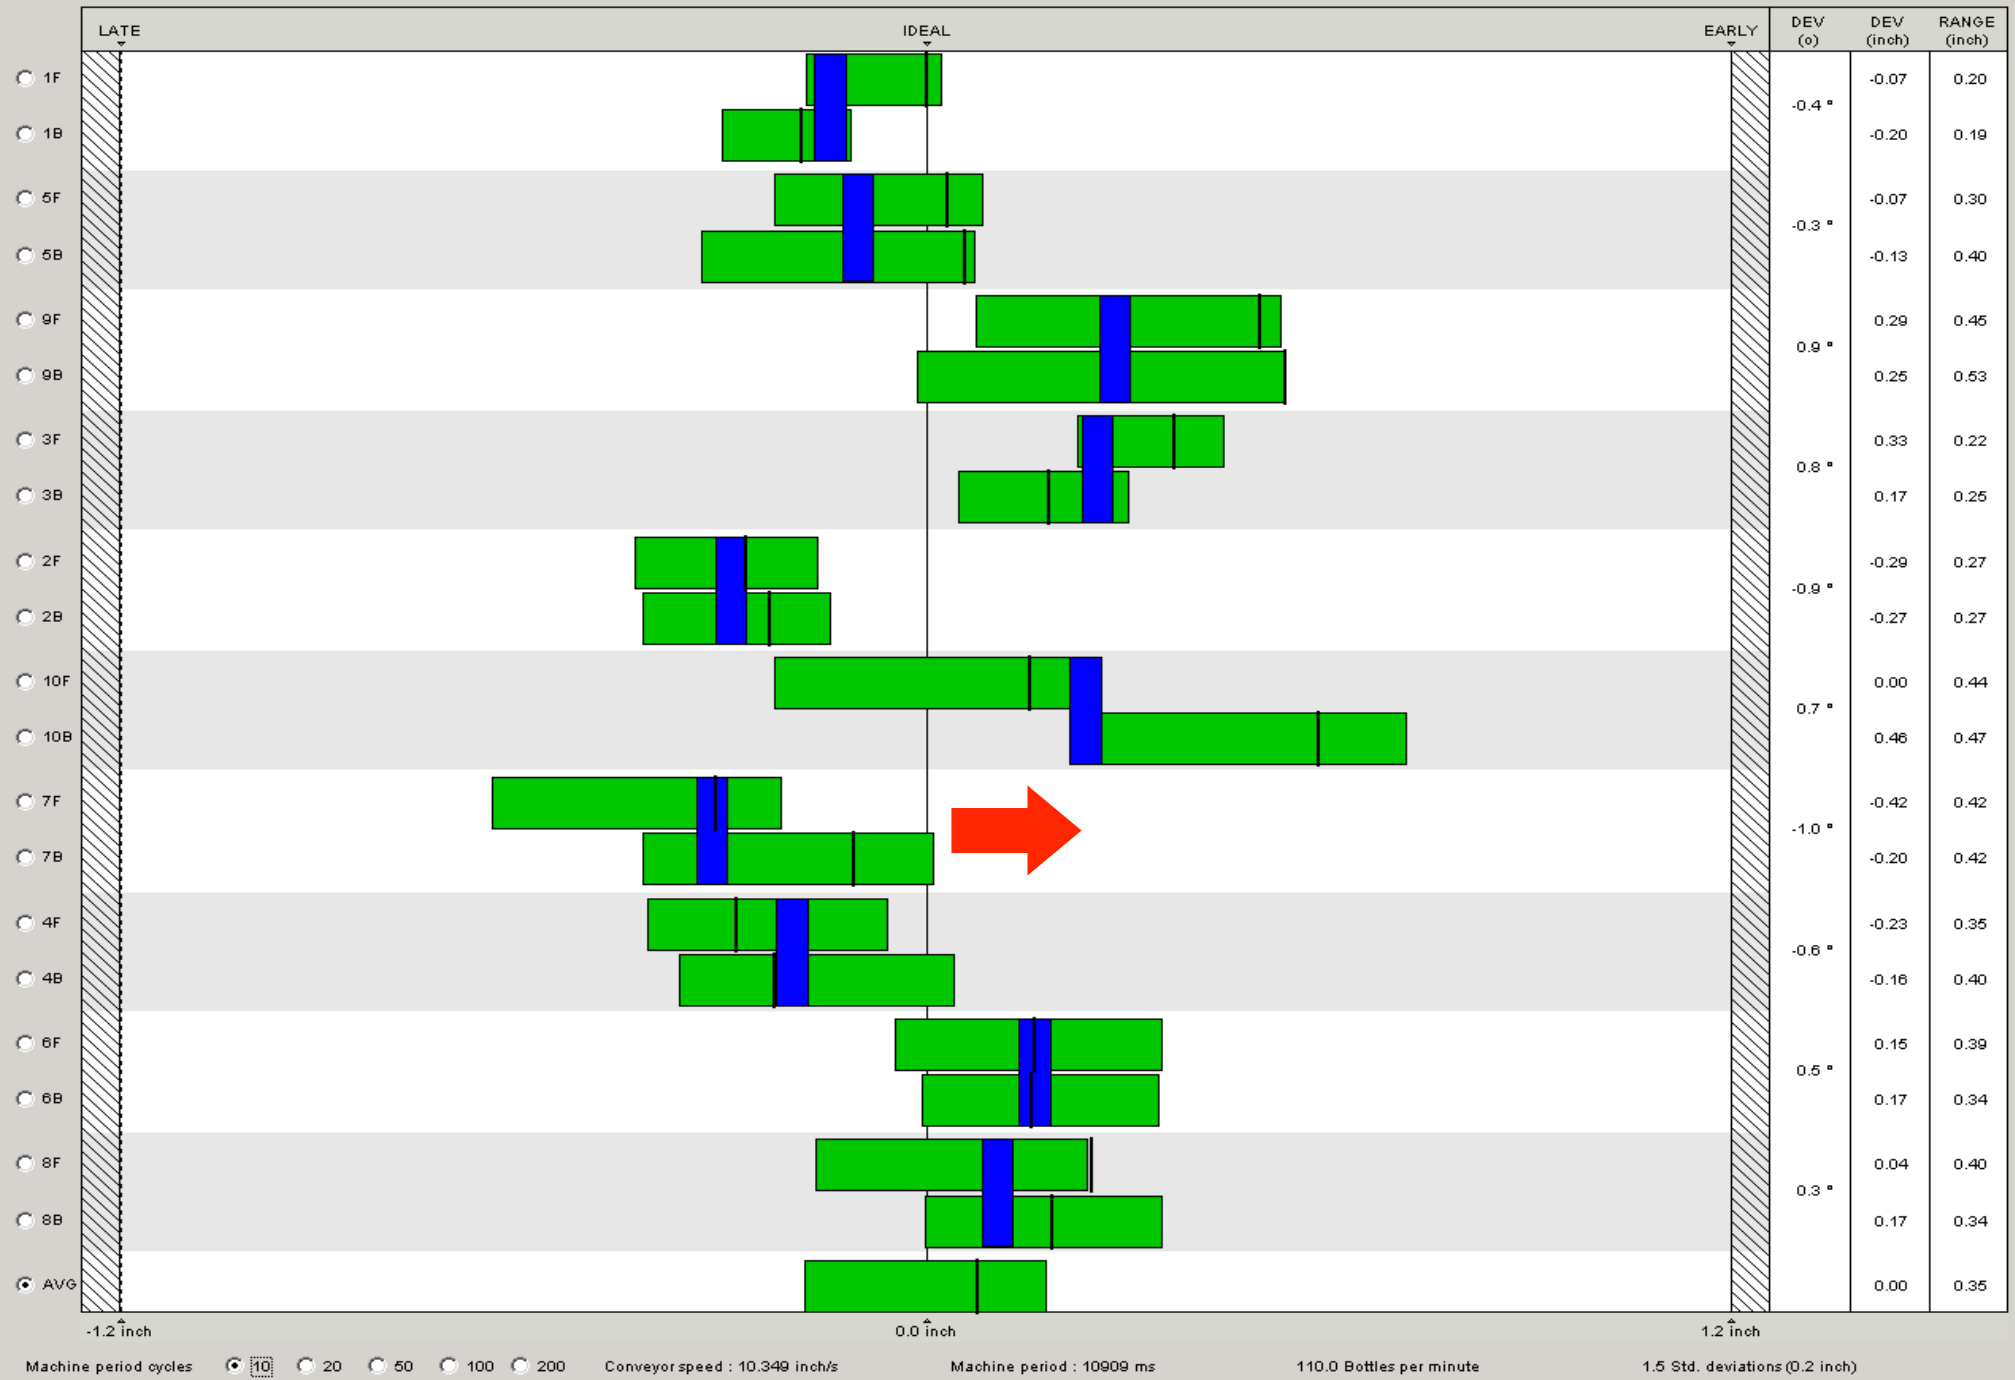 LATE IDEAL EARLY DEV (o) DEV (inch) RANGE (inch)
1F -0.07 0.20
-0.4 °
1B -0.20 0.19
5F -0.07 0.30
-0.3 °
5B -0.13 0.40
9F 0.29 0.45
0.9 °
9B 0.25 0.53
3F 0.33 0.22
0.8 °
3B 0.17 0.25
2F -0.29 0.27
-0.9 °
2B -0.27 0.27
10F 0.00 0.44
0.7 °
10B 0.46 0.47
7F -0.42 0.42
-1.0 °
7B -0.20 0.42
4F -0.23 0.35
-0.6 °
4B -0.16 0.40
6F 0.15 0.39
0.5 °
6B 0.17 0.34
8F 0.04 0.40
0.3 °
8B 0.17 0.34
AVG 0.00 0.35
-1.2 inch 0.0 inch 1.2 inch
Machine period cycles 10 20 50 100 200 Conveyor speed : 10.349 inch/s Machine period : 10909 ms 110.0 Bottles per minute 1.5 Std. deviations (0.2 inch)